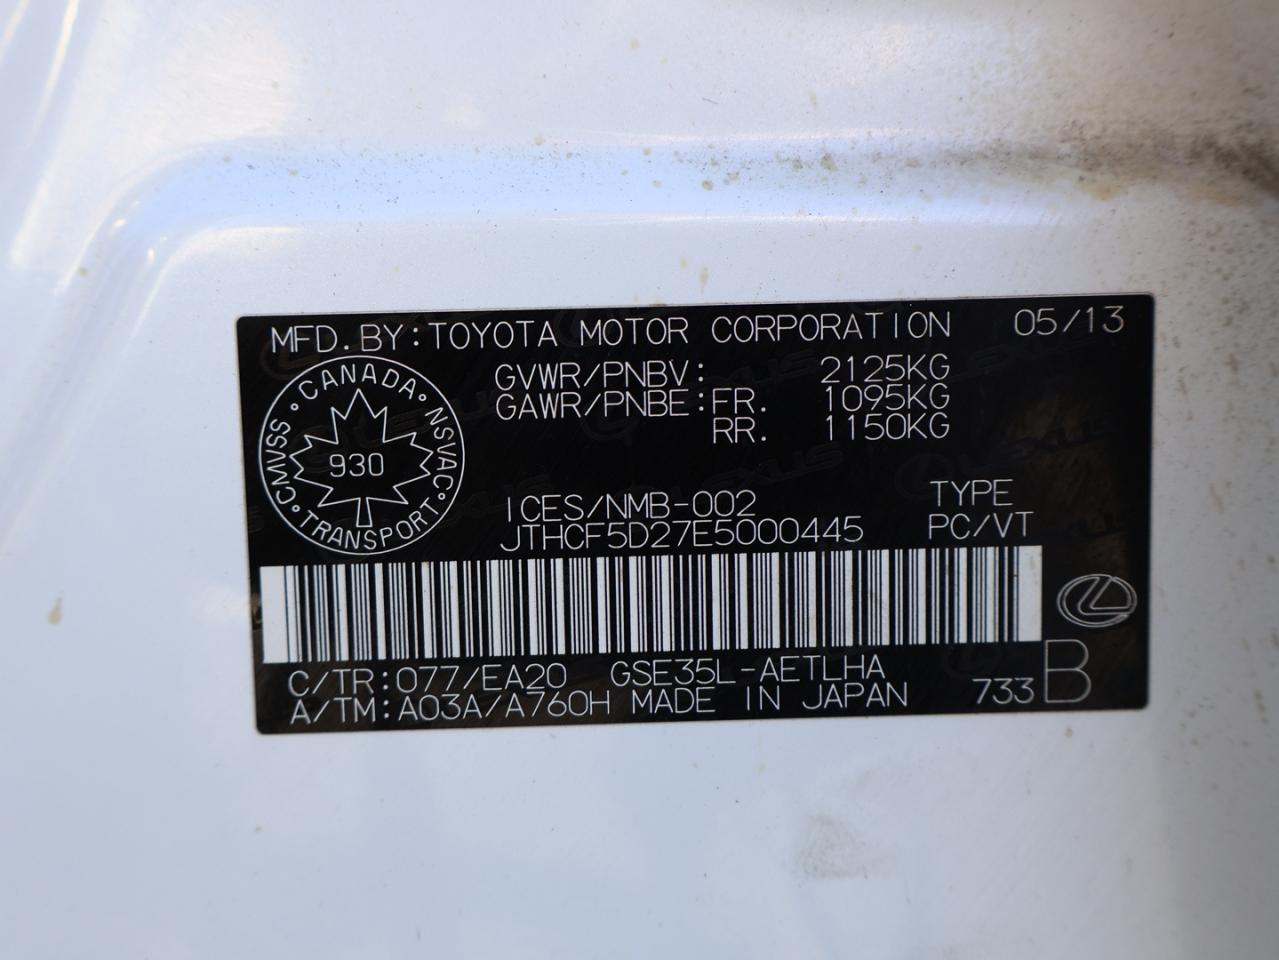 MFD. BY: TOYOTA MOTOR CORPORATION 05/13
GVWR/PNBV: 2125KG
GAWR/PNBE: FR. 1095KG
RR. 1150KG
CANADA · NSVAC · TRANSPORT · CMVSS ·
930
ICES/NMB-002
JTHCF5D27E5000445
TYPE
PC/VT
C/TR: 077/EA20 GSE35L-AETLHA
A/TM: A03A/A760H MADE IN JAPAN 733 B